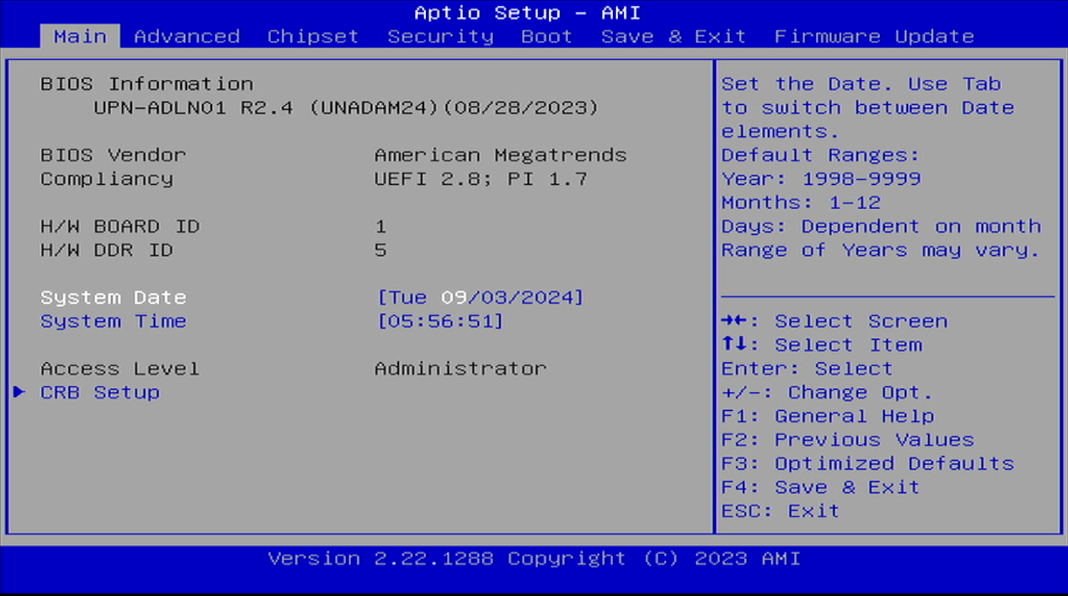 Aptio Setup – AMI
Main Advanced Chipset Security Boot Save & Exit Firmware Update
BIOS Information
UPN-ADLN01 R2.4 (UNADAM24)(08/28/2023)
BIOS Vendor American Megatrends
Compliancy UEFI 2.8; PI 1.7
H/W BOARD ID 1
H/W DDR ID 5
System Date [Tue 09/03/2024]
System Time [05:56:51]
Access Level Administrator
► CRB Setup
Set the Date. Use Tab
to switch between Date
elements.
Default Ranges:
Year: 1998-9999
Months: 1-12
Days: Dependent on month
Range of Years may vary.
→←: Select Screen
↑↓: Select Item
Enter: Select
+/-: Change Opt.
F1: General Help
F2: Previous Values
F3: Optimized Defaults
F4: Save & Exit
ESC: Exit
Version 2.22.1288 Copyright (C) 2023 AMI